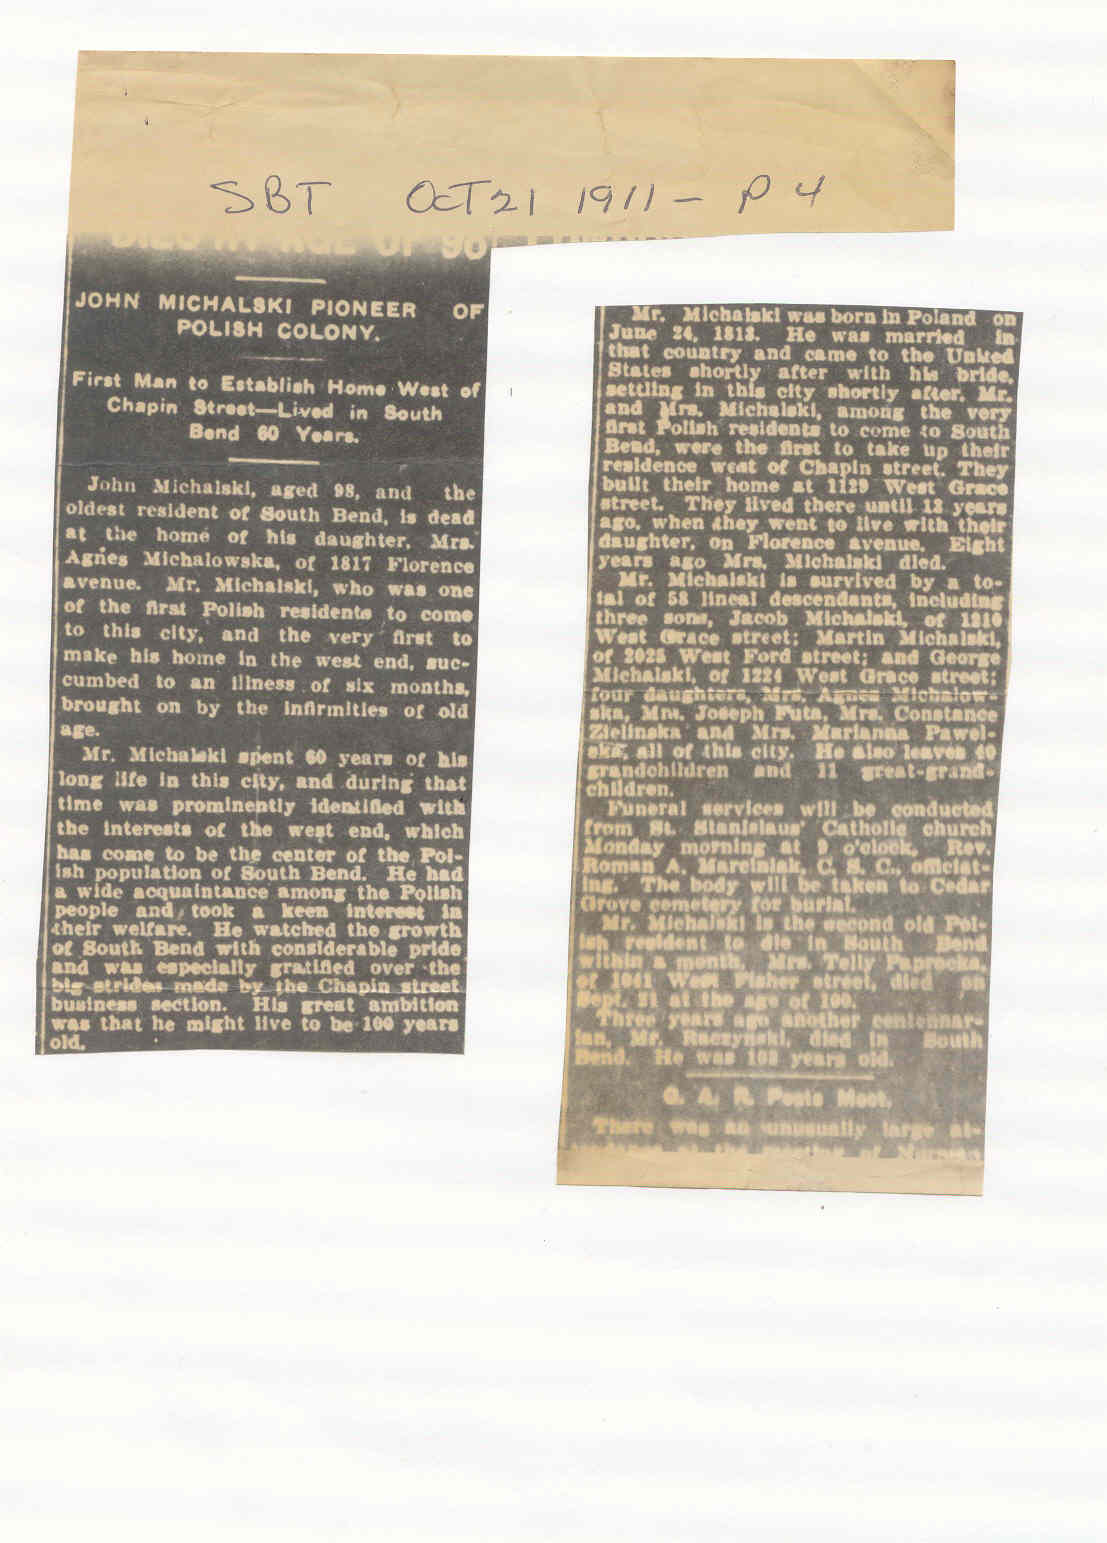 SBT OCT 21 1911 - P 4
DIES AT AGE OF 98
JOHN MICHALSKI PIONEER OF
POLISH COLONY.
First Man to Establish Home West of
Chapin Street—Lived in South
Bend 60 Years.
John Michalski, aged 98, and the
oldest resident of South Bend, is dead
at the home of his daughter, Mrs.
Agnes Michalowska, of 1817 Florence
avenue. Mr. Michalski, who was one
of the first Polish residents to come
to this city, and the very first to
make his home in the west end, suc-
cumbed to an illness of six months,
brought on by the infirmities of old
age.
Mr. Michalski spent 60 years of his
long life in this city, and during that
time was prominently identified with
the interests of the west end, which
has come to be the center of the Pol-
ish population of South Bend. He had
a wide acquaintance among the Polish
people and took a keen interest in
their welfare. He watched the growth
of South Bend with considerable pride
and was especially gratified over the
big strides made by the Chapin street
business section. His great ambition
was that he might live to be 100 years
old.
Mr. Michalski was born in Poland on
June 24, 1813. He was married in
that country and came to the United
States shortly after with his bride,
settling in this city shortly after. Mr.
and Mrs. Michalski, among the very
first Polish residents to come to South
Bend, were the first to take up their
residence west of Chapin street. They
built their home at 1129 West Grace
street. They lived there until 12 years
ago, when they went to live with their
daughter, on Florence avenue. Eight
years ago Mrs. Michalski died.
Mr. Michalski is survived by a to-
tal of 58 lineal descendants, including
three sons, Jacob Michalski, of 1210
West Grace street; Martin Michalski,
of 2025 West Ford street; and George
Michalski, of 1224 West Grace street;
four daughters, Mrs. Agnes Michalow-
ska, Mrs. Joseph Futa, Mrs. Constance
Zielinska and Mrs. Marianna Pawel-
ski, all of this city. He also leaves 40
grandchildren and 11 great-grand-
children.
Funeral services will be conducted
from St. Stanislaus' Catholic church
Monday morning at 9 o'clock, Rev.
Roman A. Marciniak, C. S. C., officiat-
ing. The body will be taken to Cedar
Grove cemetery for burial.
Mr. Michalski is the second old Pol-
ish resident to die in South Bend
within a month. Mrs. Telly
of 1041 West Fisher street, died on
Sept. 21 at the age of 100.
Three years ago another centennar-
ian, Mr. Raczynski, died in South
Bend. He was 102 years old.
G. A. R. Posts Meet.
There was an unusually large at-